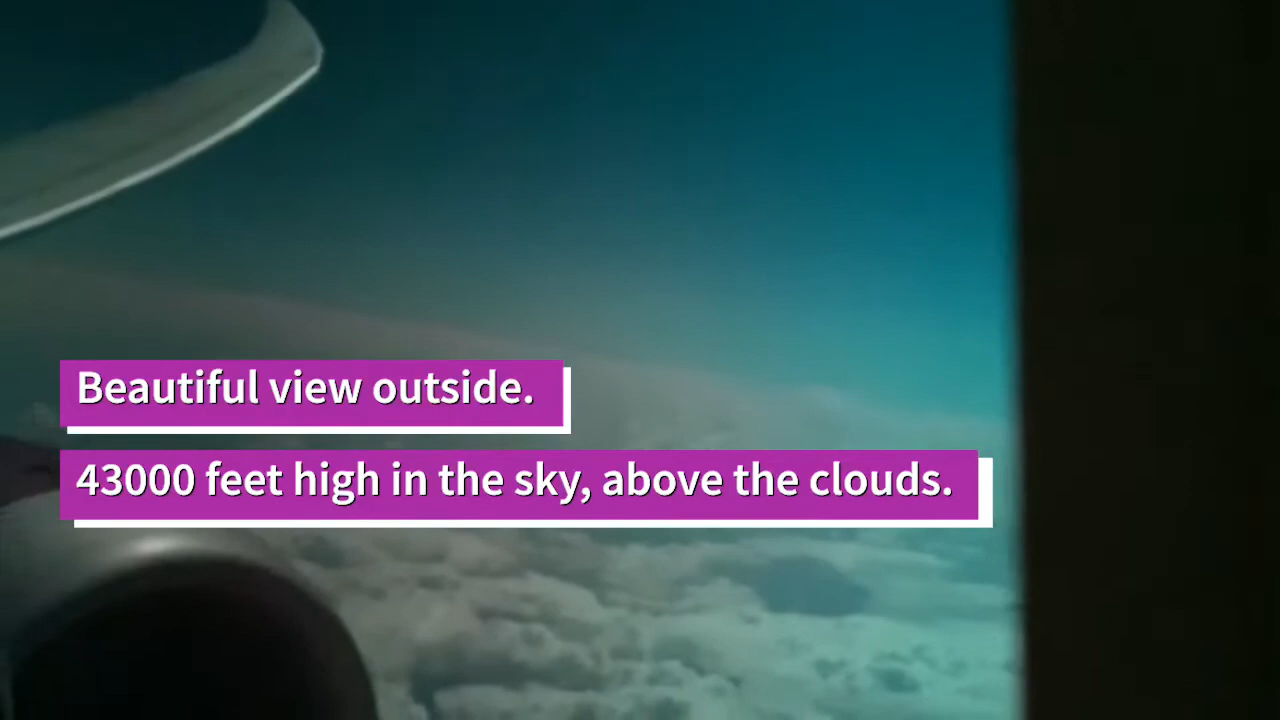 Beautiful view outside.
43000 feet high in the sky, above the clouds.